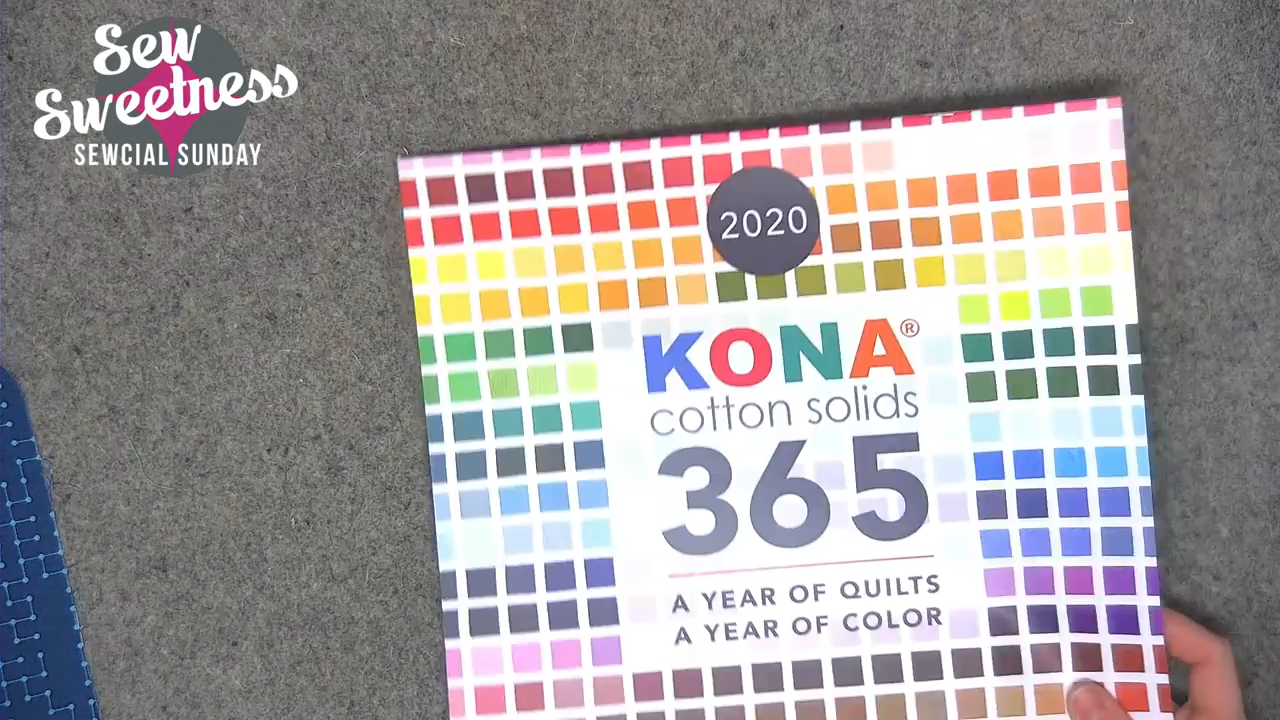 Sew
Sweetness
SEWCIAL SUNDAY
2020
KONA®
cotton solids
365
A YEAR OF QUILTS
A YEAR OF COLOR